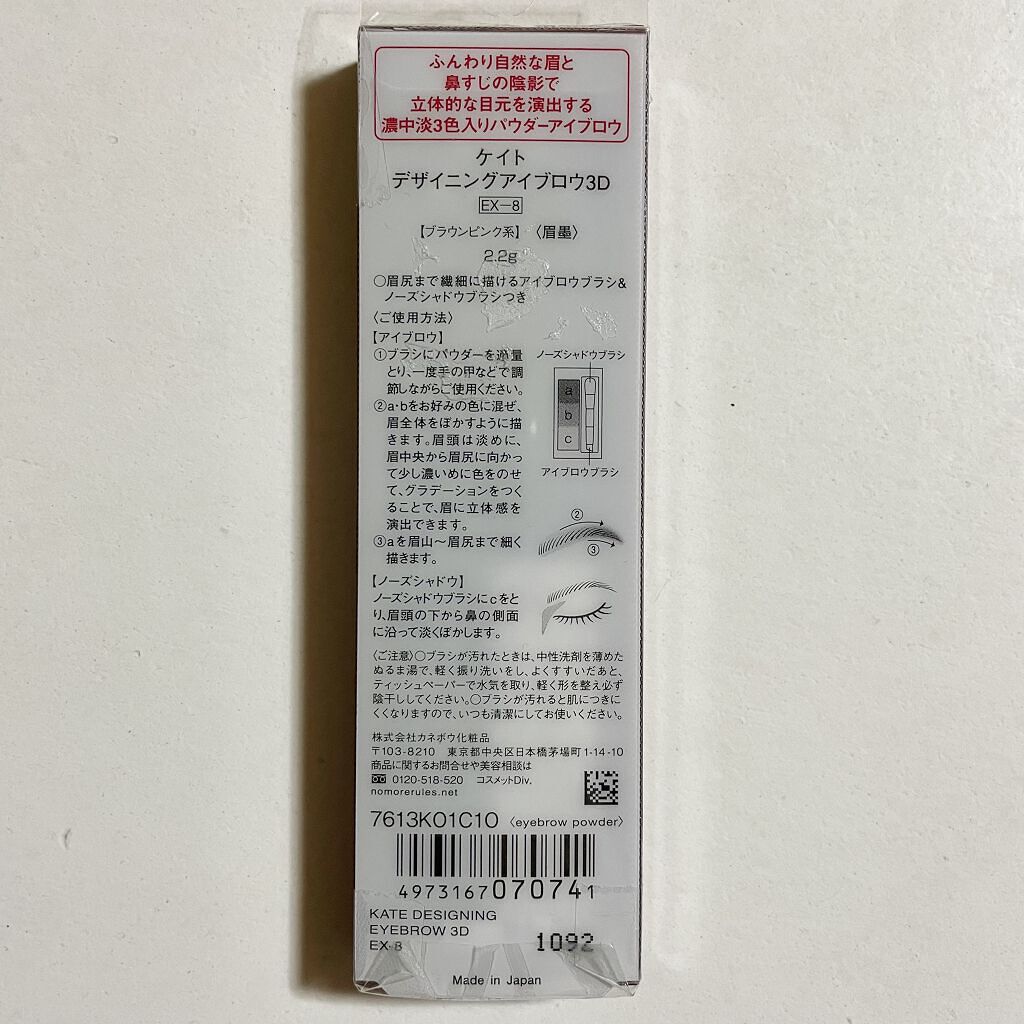 ふんわり自然な眉と
鼻すじの陰影で
立体的な目元を演出する
濃中淡3色入りパウダーアイブロウ
ケイト
デザイニングアイブロウ3D
EX－8
【ブラウンピンク系】〈眉墨〉
2.2g
○眉尻まで繊細に描けるアイブロウブラシ&
ノーズシャドウブラシつき
〈ご使用方法〉
【アイブロウ】
①ブラシにパウダーを適量
とり、一度手の甲などで調
節しながらご使用ください。
②a・bをお好みの色に混ぜ、
眉全体をぼかすように描
きます。眉頭は淡めに、
眉中央から眉尻に向かっ
て少し濃いめに色をのせ
て、グラデーションをつく
ることで、眉に立体感を
演出できます。
③aを眉山～眉尻まで細く
描きます。
ノーズシャドウブラシ
a
b
c
アイブロウブラシ
②
③
【ノーズシャドウ】
ノーズシャドウブラシにcをと
り、眉頭の下から鼻の側面
に沿って淡くぼかします。
〈ご注意〉○ブラシが汚れたときは、中性洗剤を薄めた
ぬるま湯で、軽く振り洗いをし、よくすすいだあと、
ティッシュペーパーで水気を取り、軽く形を整え必ず
陰干ししてください。○ブラシが汚れると肌につきに
くくなりますので、いつも清潔にしてお使いください。
株式会社カネボウ化粧品
〒103-8210 東京都中央区日本橋茅場町1-14-10
商品に関するお問合せや美容相談は
0120-518-520 コスメットDiv.
nomorerules.net
7613K01C10 〈eyebrow powder〉
4973167070741
KATE DESIGNING
EYEBROW 3D
EX-8
1092
Made in Japan